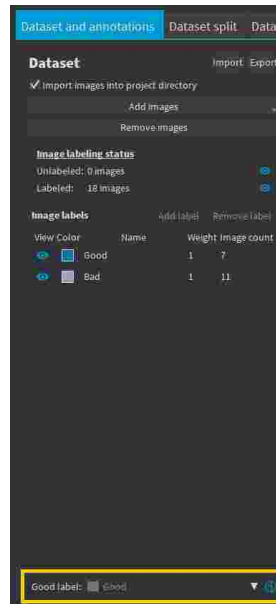 Dataset and annotations Dataset split Data
Dataset Import Export
Import images into project directory
Add images
Remove images
Image labeling status
Unlabeled: 0 images
Labeled: 18 images
Image labels Add label Remove label
View Color Name Weight Image count
Good 1 7
Bad 1 11
Good label: Good